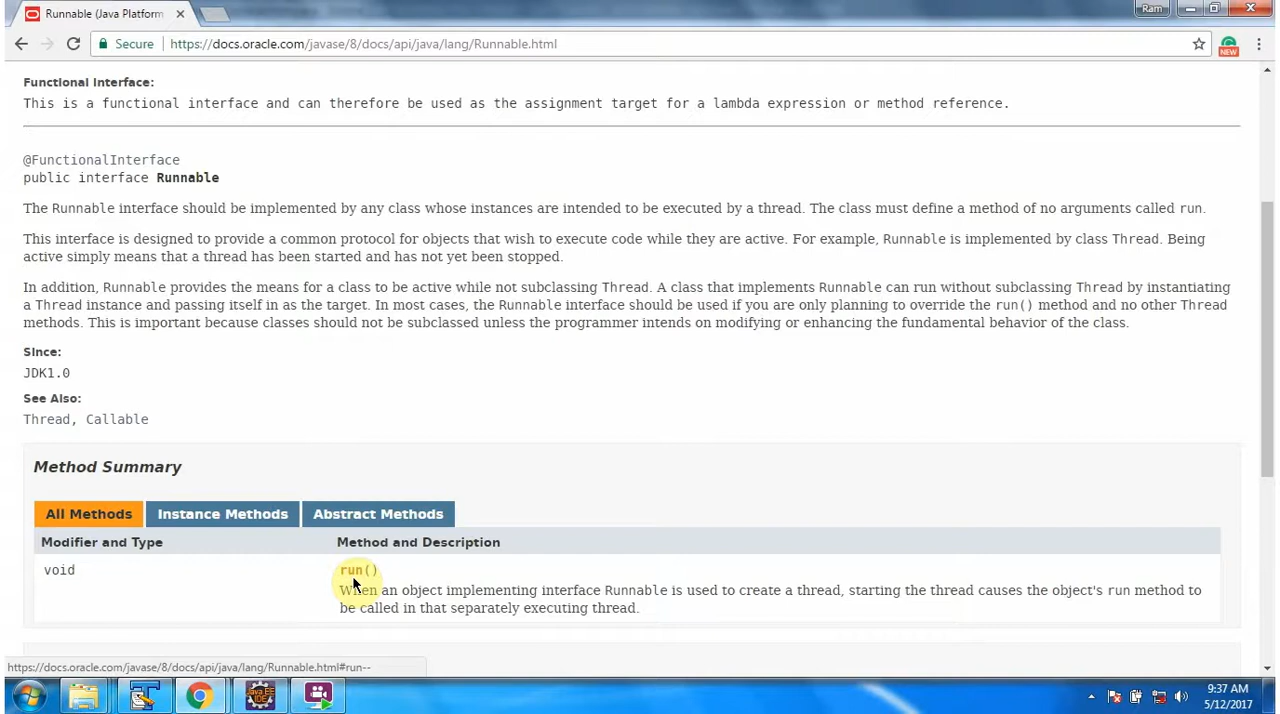 Runnable (Java Platform
Ram
Secure
https://docs.oracle.com/javase/8/docs/api/java/lang/Runnable.html
NEW
Functional Interface:
This is a functional interface and can therefore be used as the assignment target for a lambda expression or method reference.
@FunctionalInterface
public interface Runnable
The Runnable interface should be implemented by any class whose instances are intended to be executed by a thread. The class must define a method of no arguments called run.
This interface is designed to provide a common protocol for objects that wish to execute code while they are active. For example, Runnable is implemented by class Thread. Being
active simply means that a thread has been started and has not yet been stopped.
In addition, Runnable provides the means for a class to be active while not subclassing Thread. A class that implements Runnable can run without subclassing Thread by instantiating
a Thread instance and passing itself in as the target. In most cases, the Runnable interface should be used if you are only planning to override the run() method and no other Thread
methods. This is important because classes should not be subclassed unless the programmer intends on modifying or enhancing the fundamental behavior of the class.
Since:
JDK1.0
See Also:
Thread, Callable
Method Summary
All Methods Instance Methods Abstract Methods
Modifier and Type Method and Description
void run()
When an object implementing interface Runnable is used to create a thread, starting the thread causes the object's run method to
be called in that separately executing thread.
https://docs.oracle.com/javase/8/docs/api/java/lang/Runnable.html#run--
Java EE
IDE
9:37 AM
5/12/2017